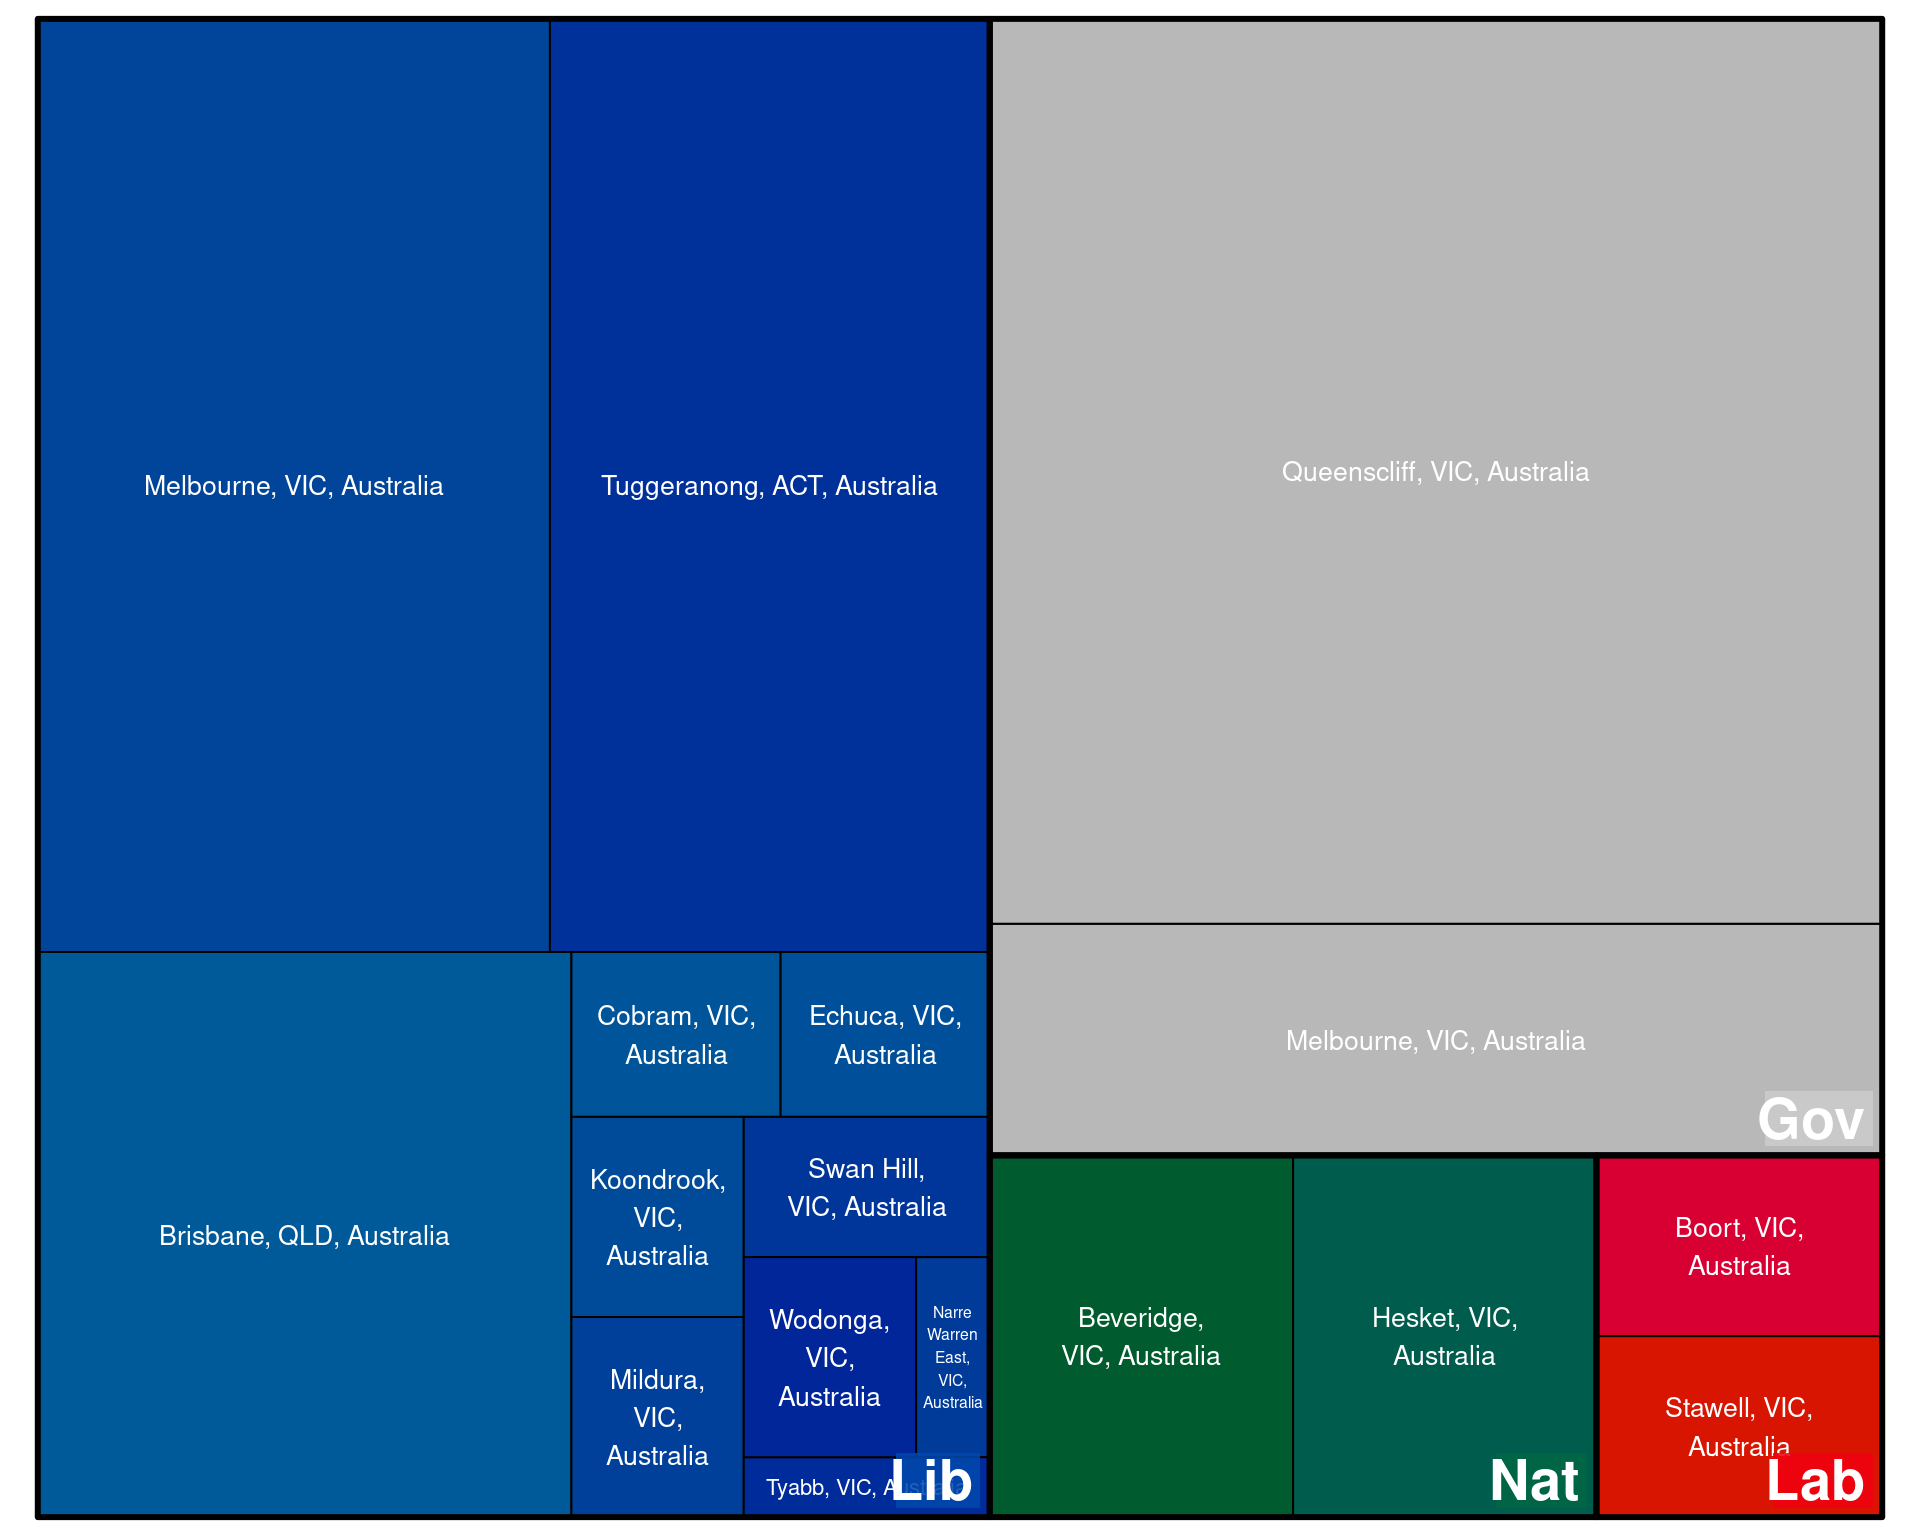 Melbourne, VIC, Australia
Tuggeranong, ACT, Australia
Queenscliff, VIC, Australia
Brisbane, QLD, Australia
Cobram, VIC,
Australia
Echuca, VIC,
Australia
Koondrook,
VIC,
Australia
Swan Hill,
VIC, Australia
Mildura,
VIC,
Australia
Wodonga,
VIC,
Australia
Narre
Warren
East,
VIC,
Australia
Tyabb, VIC, Australia
Lib
Melbourne, VIC, Australia
Gov
Beveridge,
VIC, Australia
Hesket, VIC,
Australia
Nat
Boort, VIC,
Australia
Stawell, VIC,
Australia
Lab